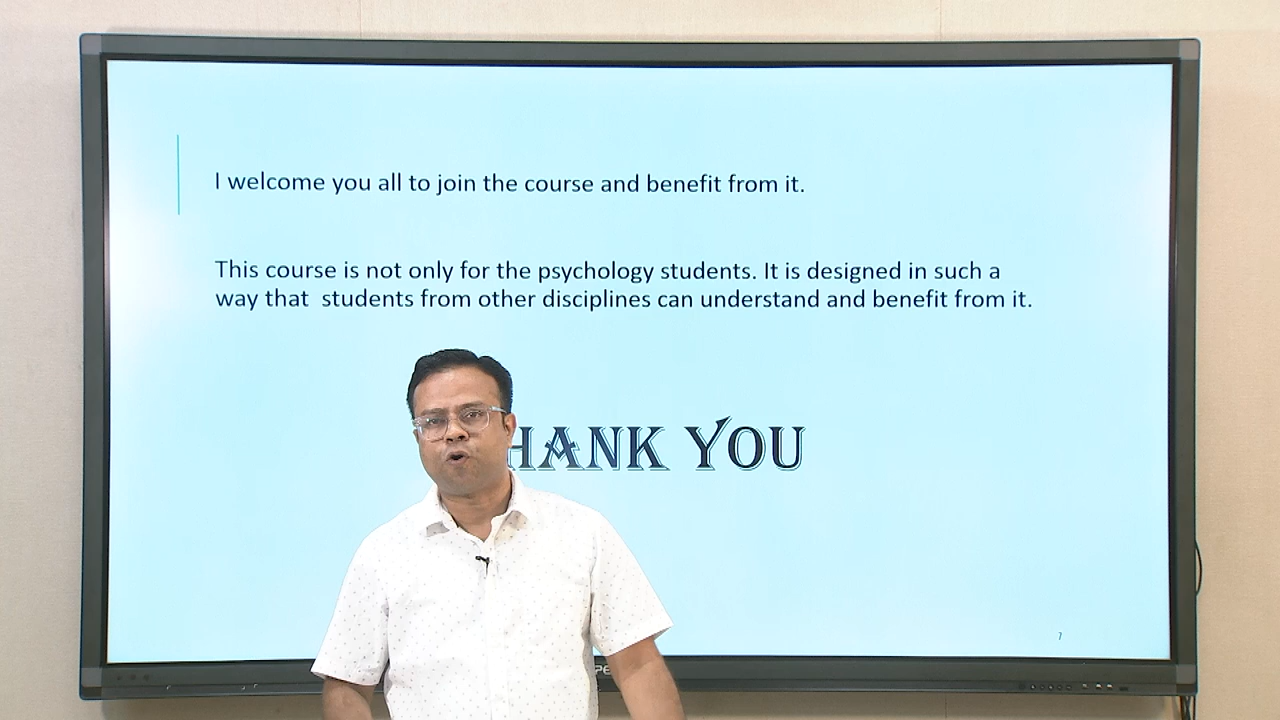 I welcome you all to join the course and benefit from it.
This course is not only for the psychology students. It is designed in such a
way that students from other disciplines can understand and benefit from it.
HANK YOU
7